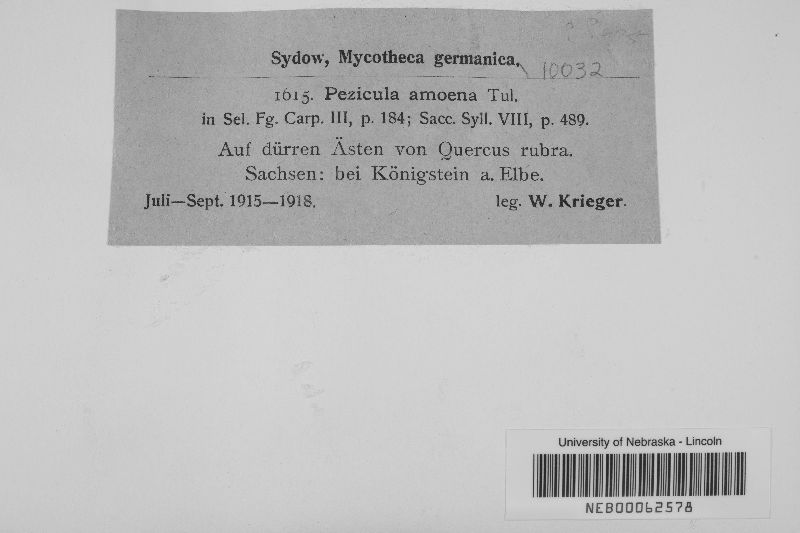 Sydow, Mycotheca germanica.
10032
1615. Pezicula amoena Tul.
in Sel. Fg. Carp. III, p. 184; Sacc. Syll. VIII, p. 489.
Auf dürren Ästen von Quercus rubra.
Sachsen: bei Königstein a. Elbe.
Juli—Sept. 1915—1918. leg. W. Krieger.
University of Nebraska - Lincoln
NEB00062578